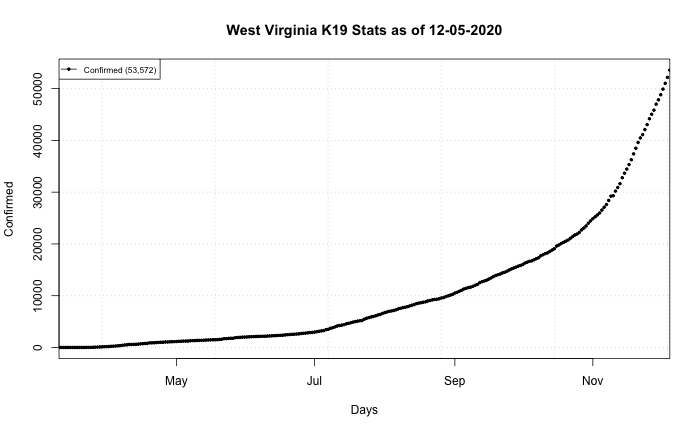 West Virginia K19 Stats as of 12-05-2020
Confirmed (53,572)
50000
40000
30000
20000
10000
0
Confirmed
May Jul Sep Nov
Days